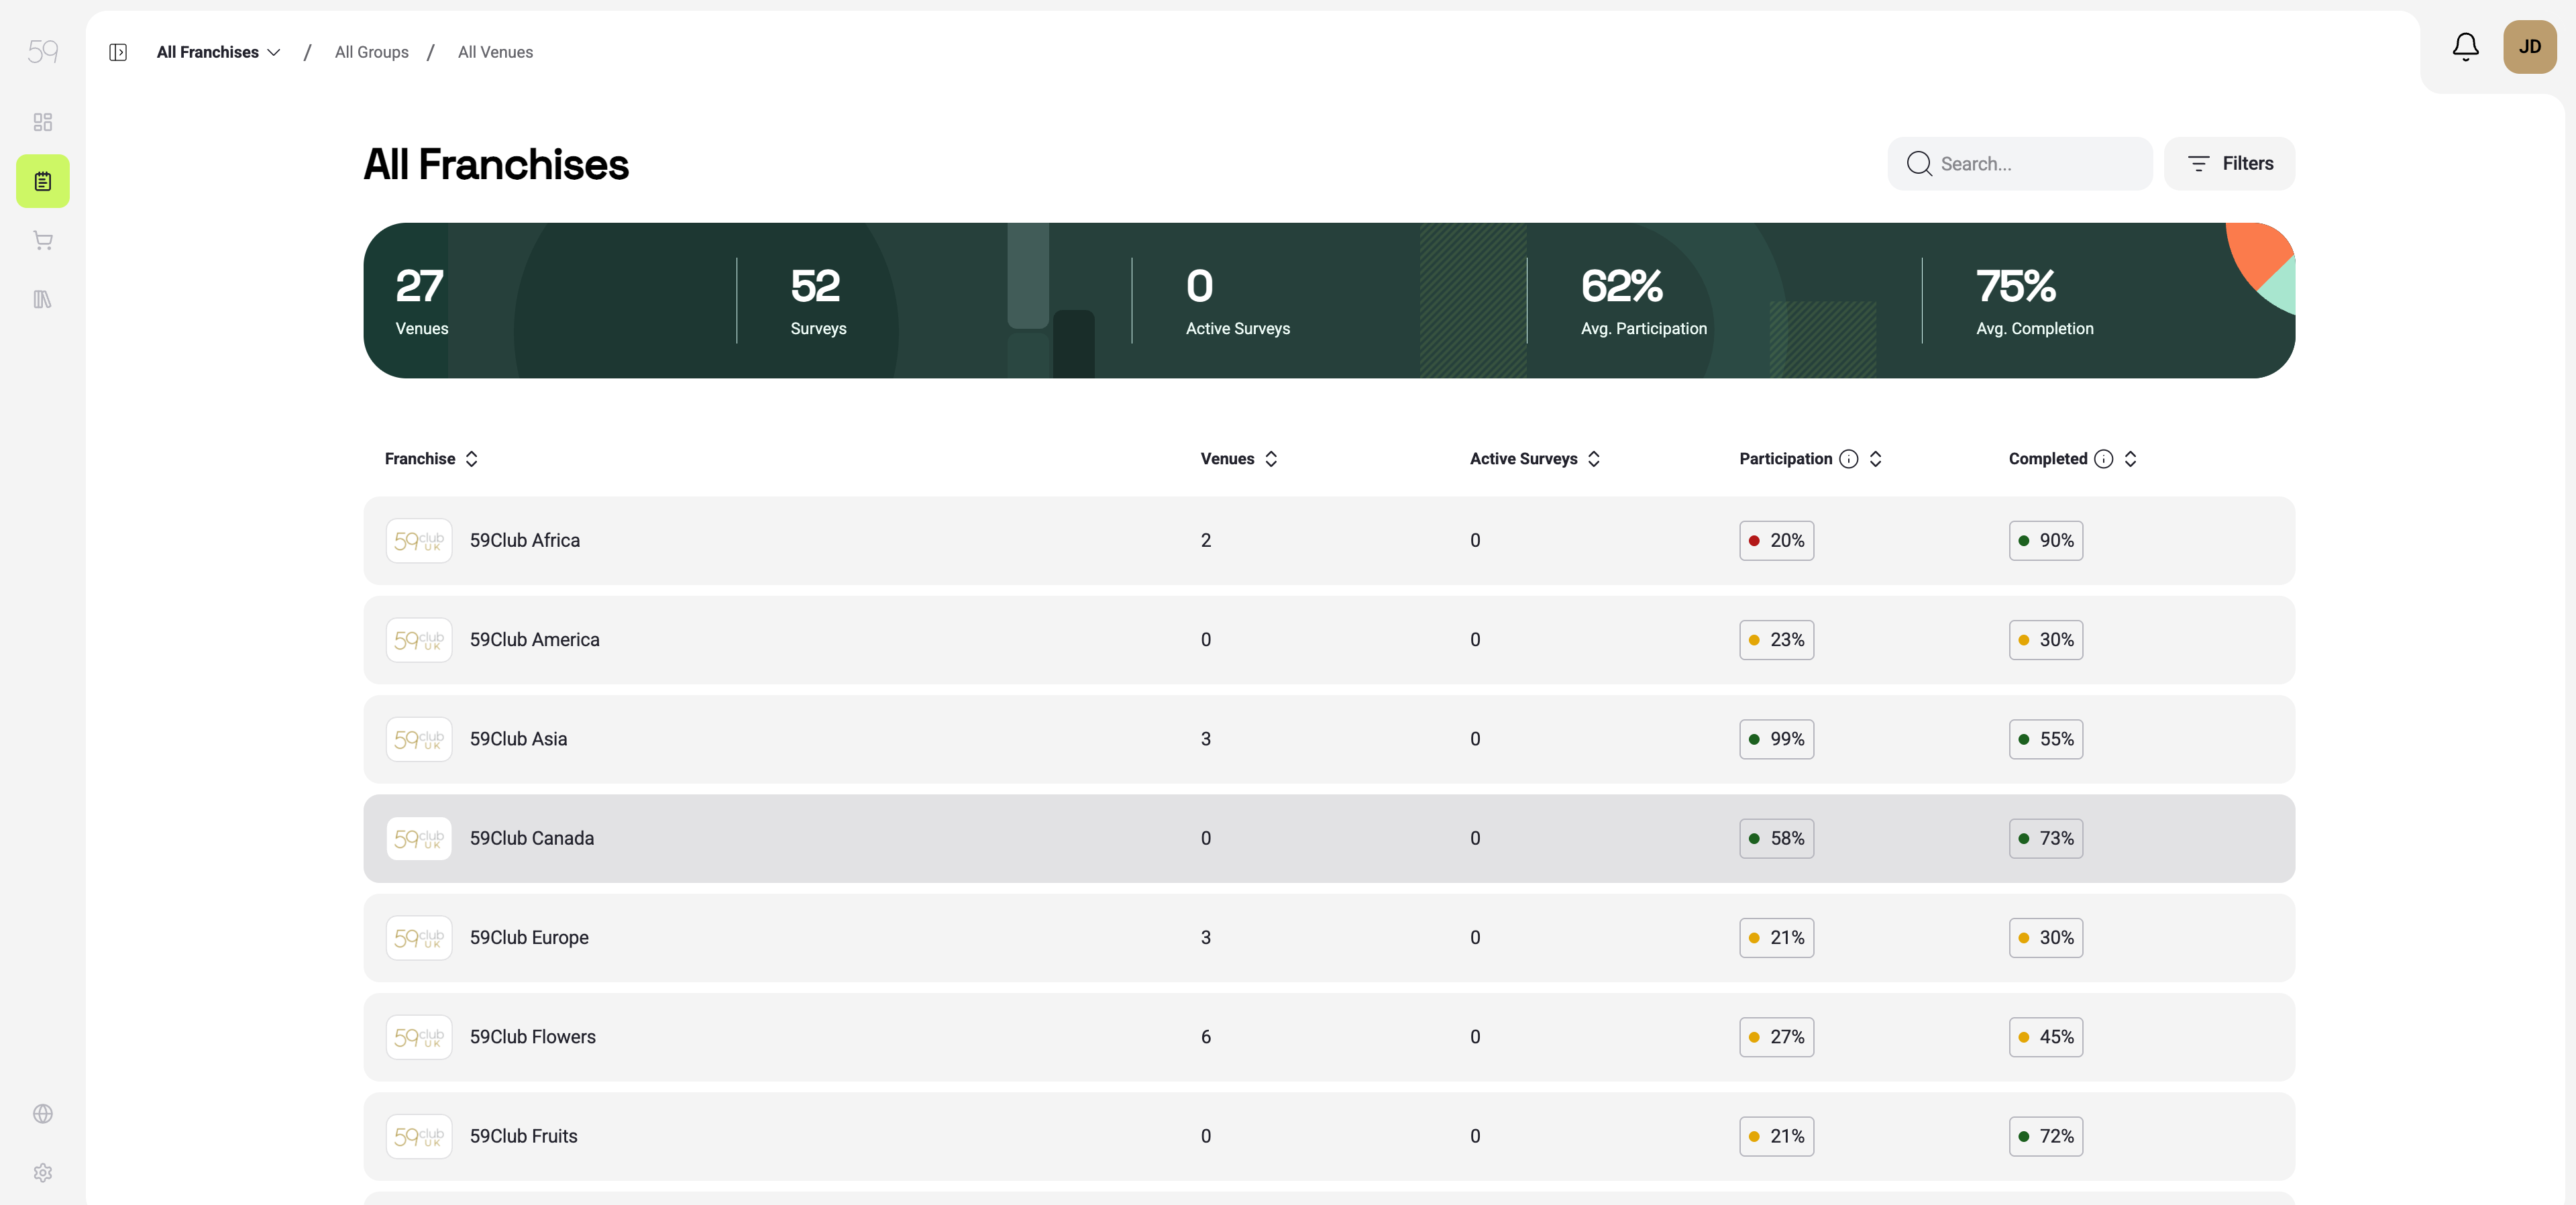 59
All Franchises / All Groups / All Venues
JD
All Franchises
Search...
Filters
27
Venues
52
Surveys
0
Active Surveys
62%
Avg. Participation
75%
Avg. Completion
Franchise Venues Active Surveys Participation Completed
59club UK 59Club Africa 2 0 20% 90%
59club UK 59Club America 0 0 23% 30%
59club UK 59Club Asia 3 0 99% 55%
59club UK 59Club Canada 0 0 58% 73%
59club UK 59Club Europe 3 0 21% 30%
59club UK 59Club Flowers 6 0 27% 45%
59club UK 59Club Fruits 0 0 21% 72%